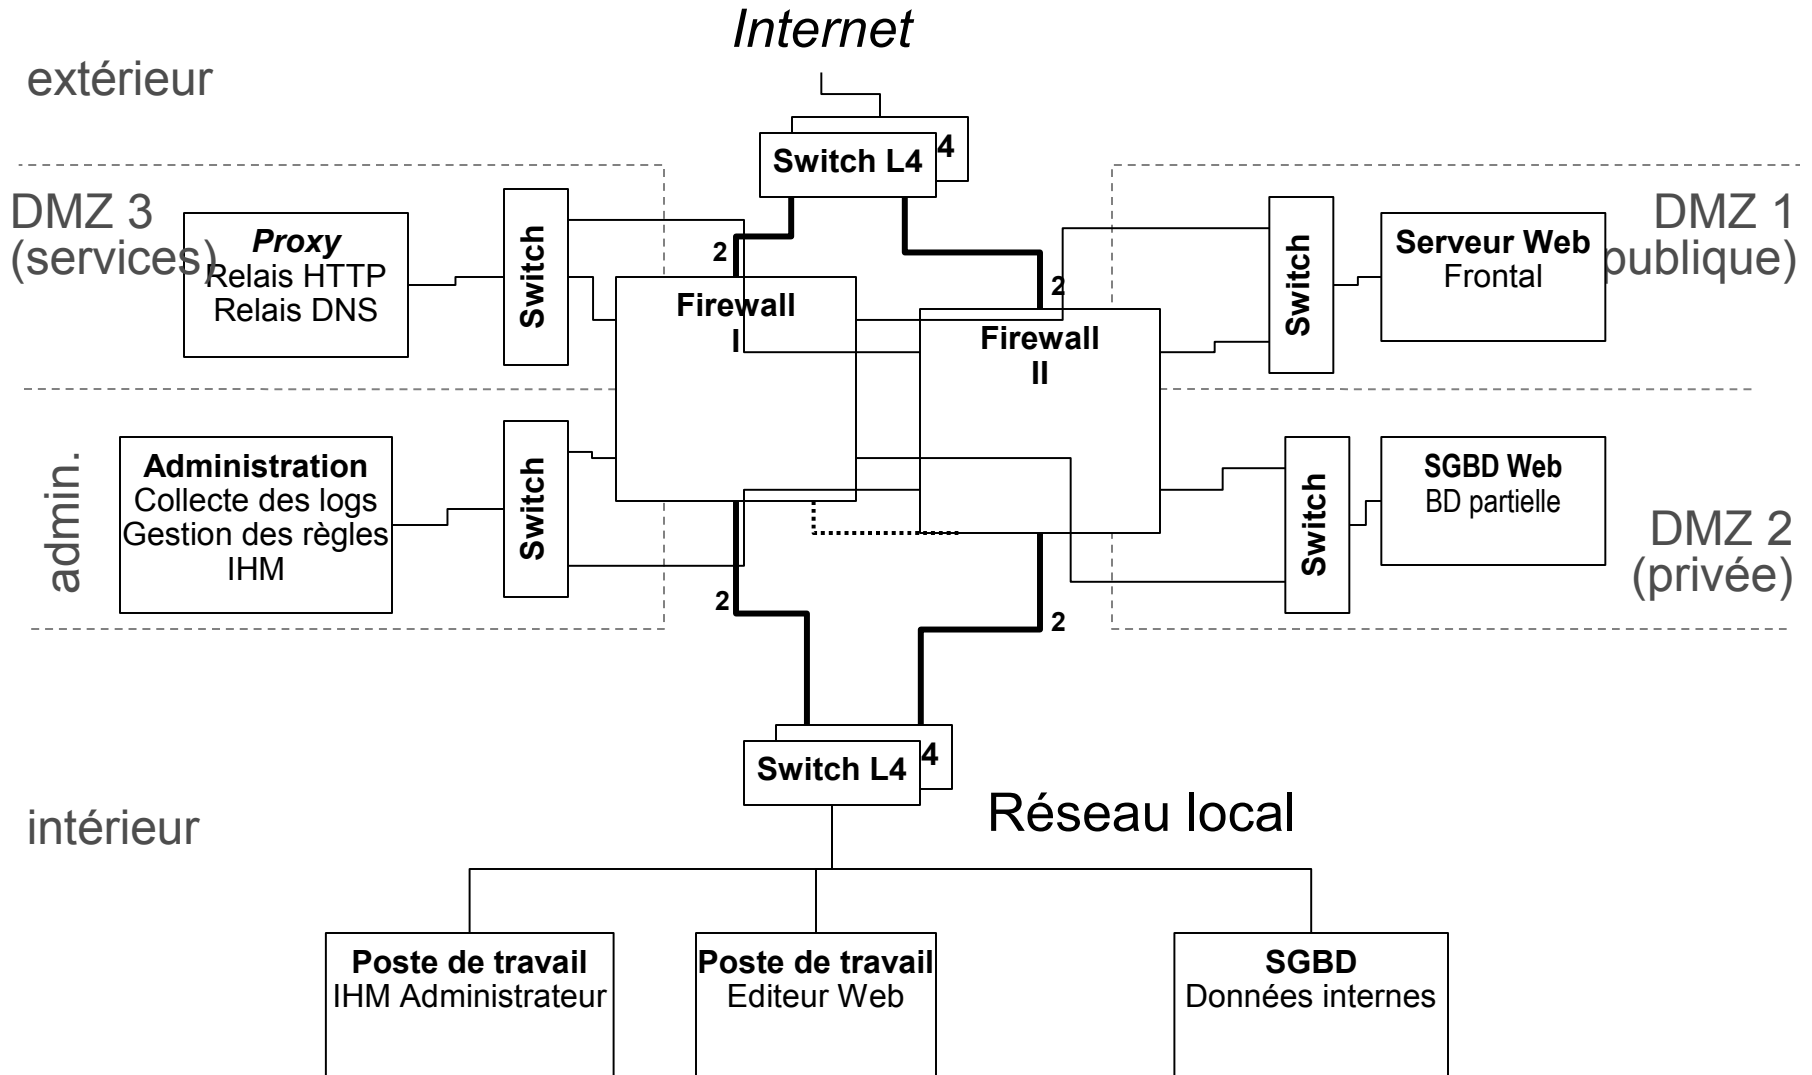 Internet
extérieur
4
Switch L4
DMZ 3
(services)
Proxy
Relais HTTP
Relais DNS
Switch
2
Firewall
I
2
Firewall
II
Switch
Serveur Web
Frontal
DMZ 1
publique)
admin.
Administration
Collecte des logs
Gestion des règles
IHM
Switch
Switch
SGBD Web
BD partielle
DMZ 2
(privée)
2
2
4
Switch L4
Réseau local
intérieur
Poste de travail
IHM Administrateur
Poste de travail
Editeur Web
SGBD
Données internes